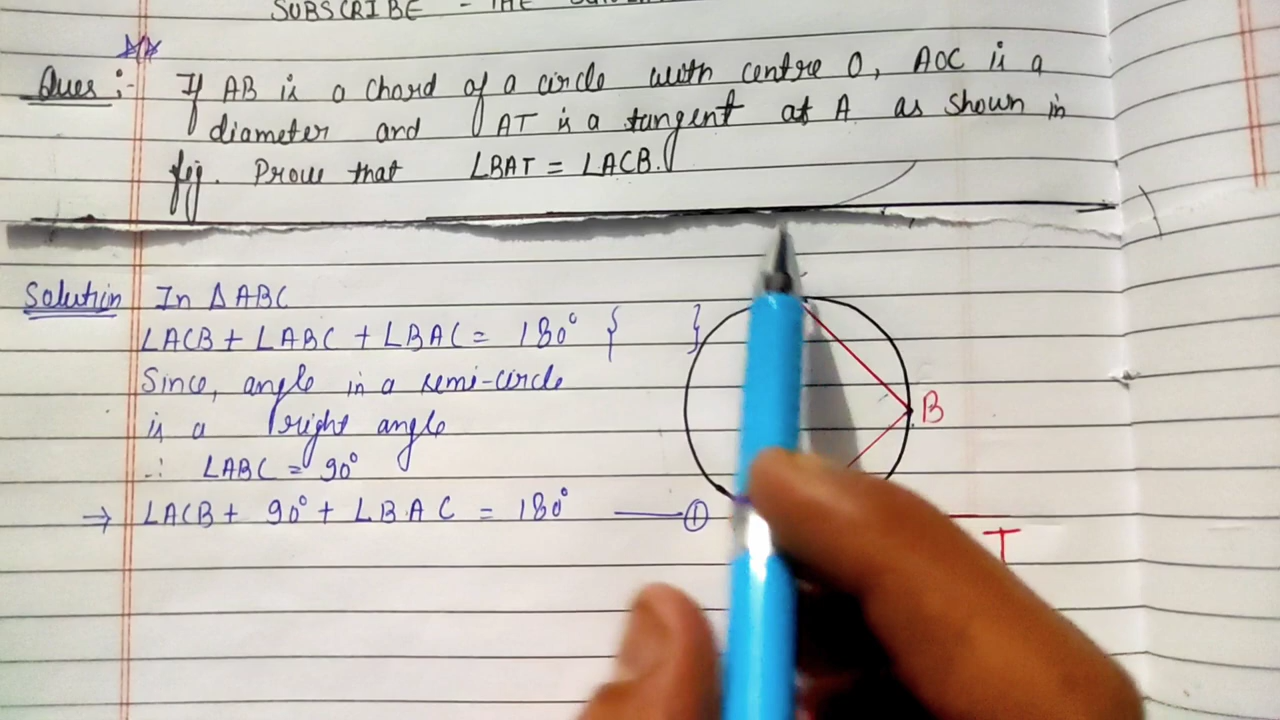 SUBSCRIBE - THE
Ques :- If AB is a chord of a circle with centre O, AOC is a
diameter and AT is a tangent at A as shown in
fig. Prove that ∠BAT = ∠ACB.
Solution In ΔABC
∠ACB + ∠ABC + ∠BAC = 180° { }
Since, angle in a semi-circle
is a right angle
∴ ∠ABC = 90°
⇒ ∠ACB + 90° + ∠BAC = 180° — ①
B
T